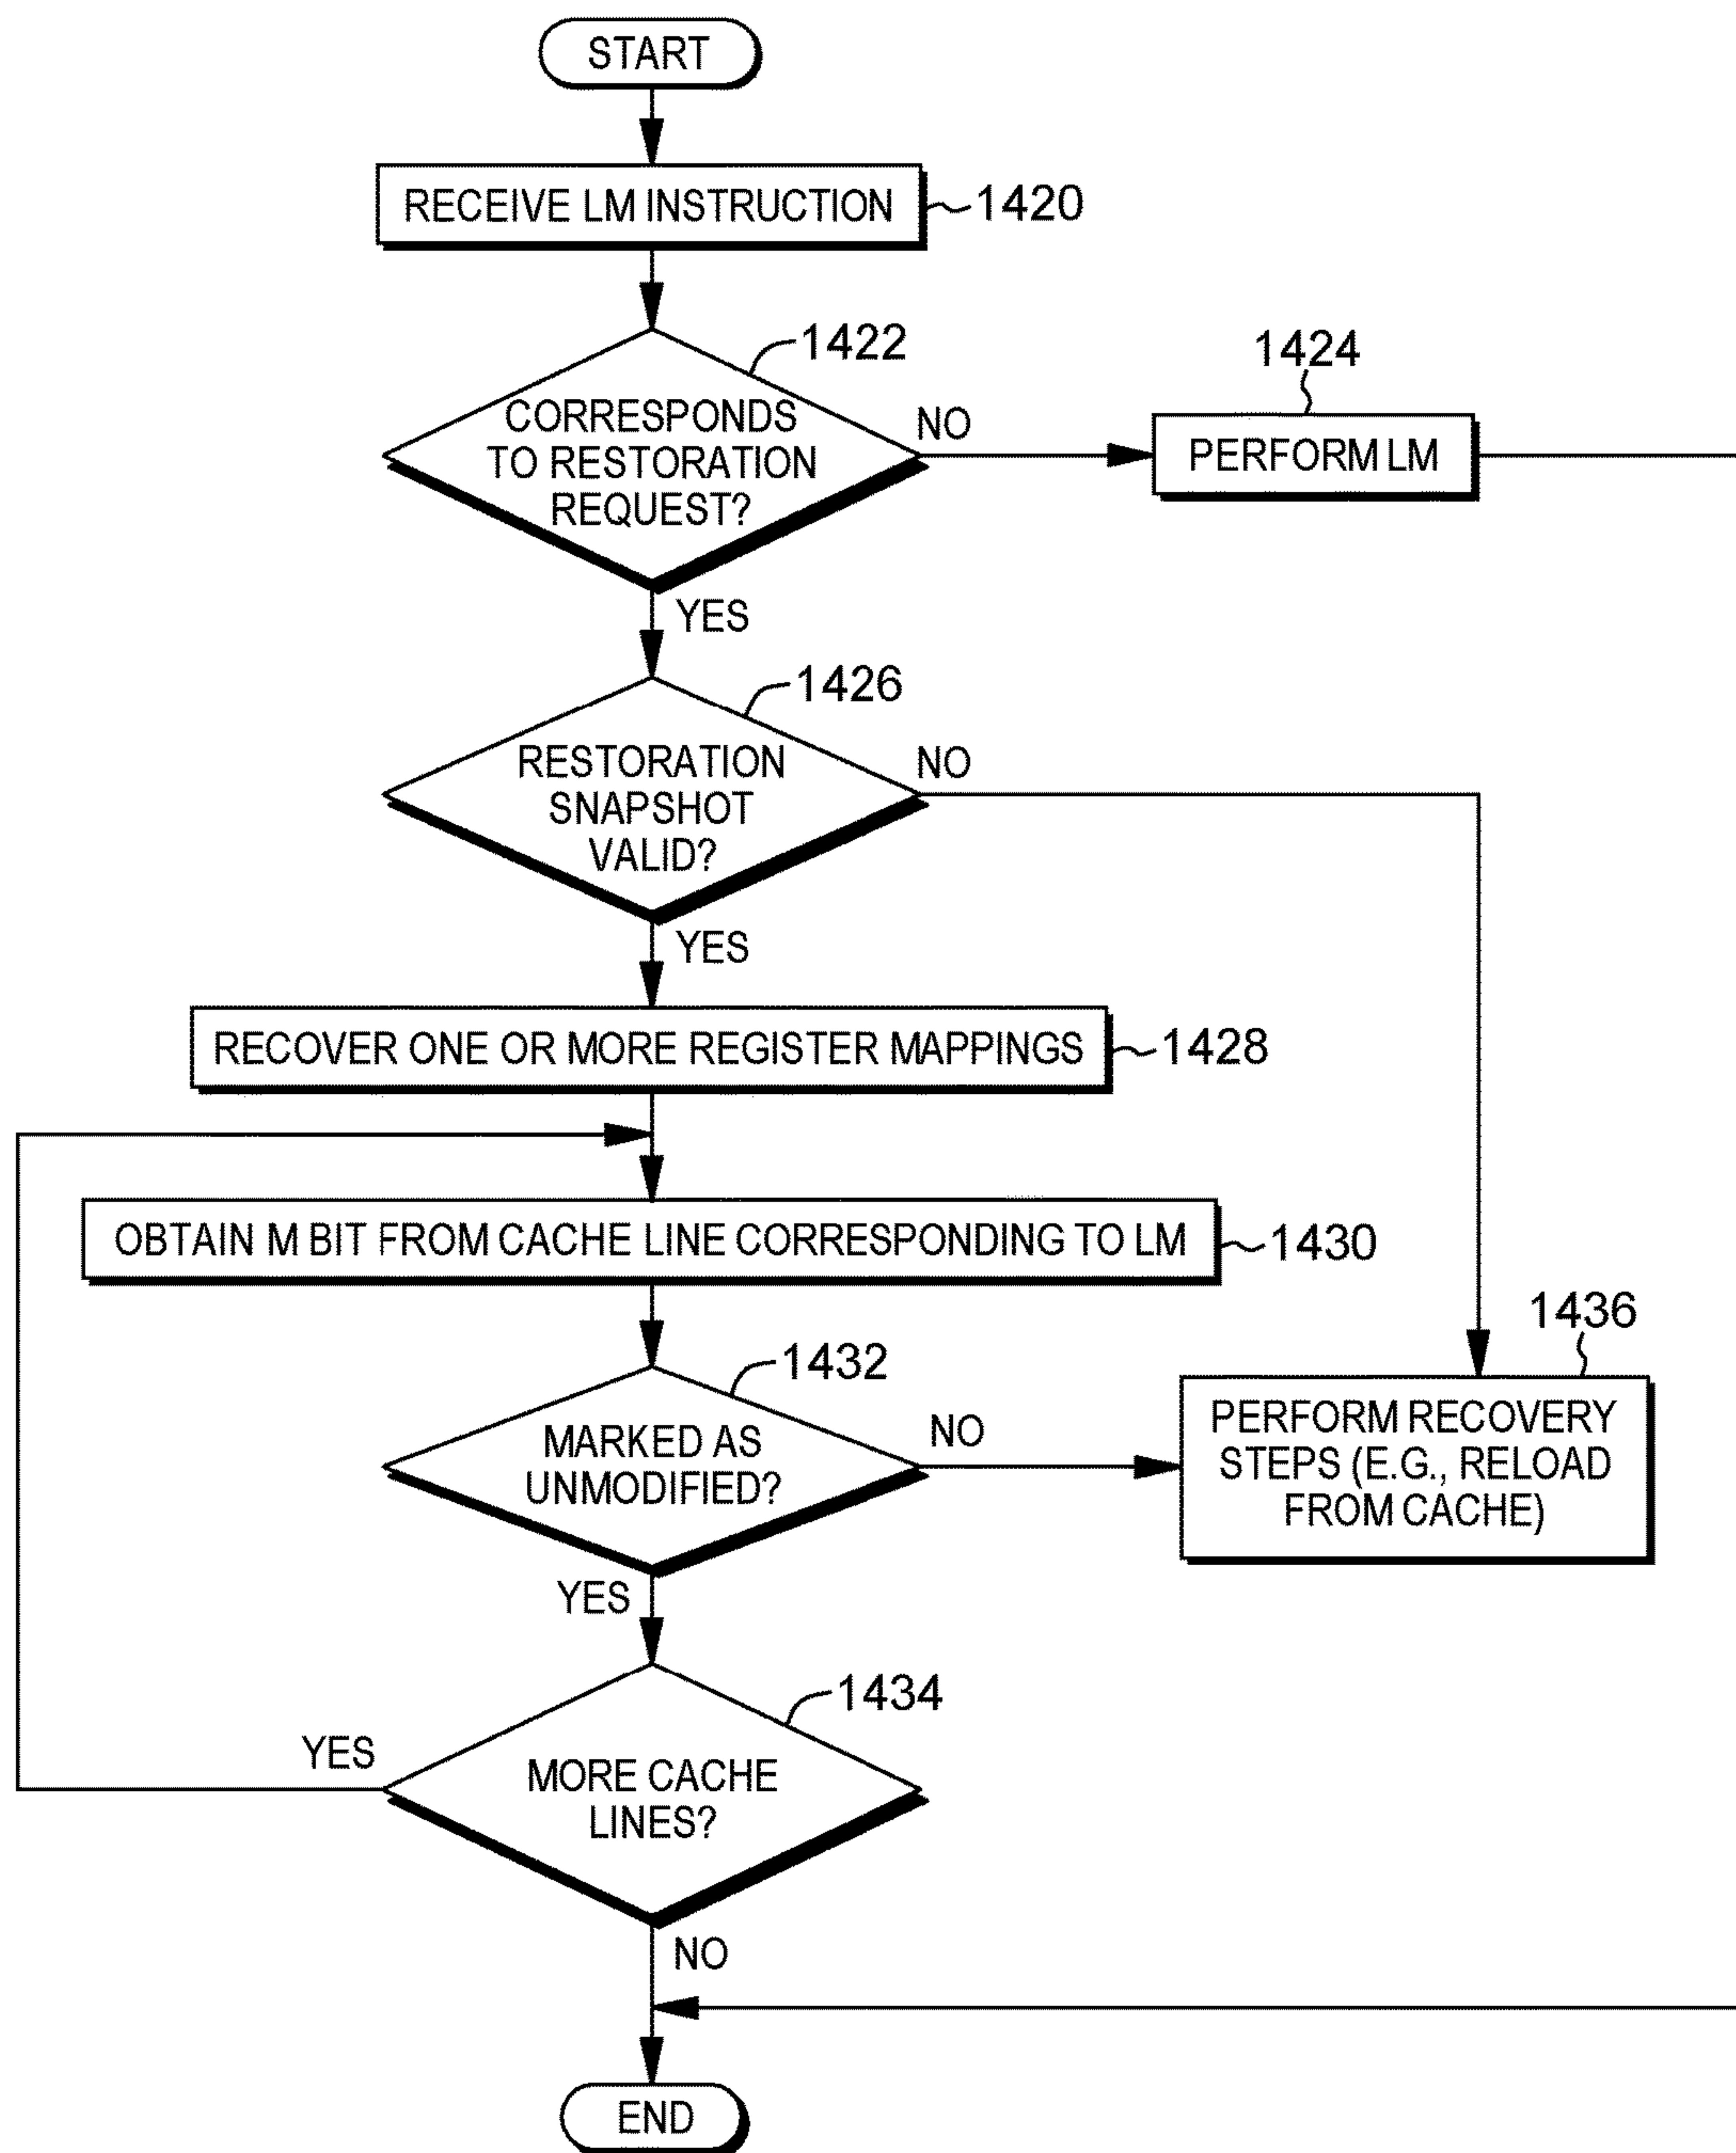 START
RECEIVE LM INSTRUCTION
1420
1422
CORRESPONDS
TO RESTORATION
REQUEST?
NO
1424
PERFORM LM
YES
1426
RESTORATION
SNAPSHOT
VALID?
NO
YES
RECOVER ONE OR MORE REGISTER MAPPINGS
1428
OBTAIN M BIT FROM CACHE LINE CORRESPONDING TO LM
1430
1432
MARKED AS
UNMODIFIED?
NO
1436
PERFORM RECOVERY
STEPS (E.G., RELOAD
FROM CACHE)
YES
1434
MORE CACHE
LINES?
YES
NO
END